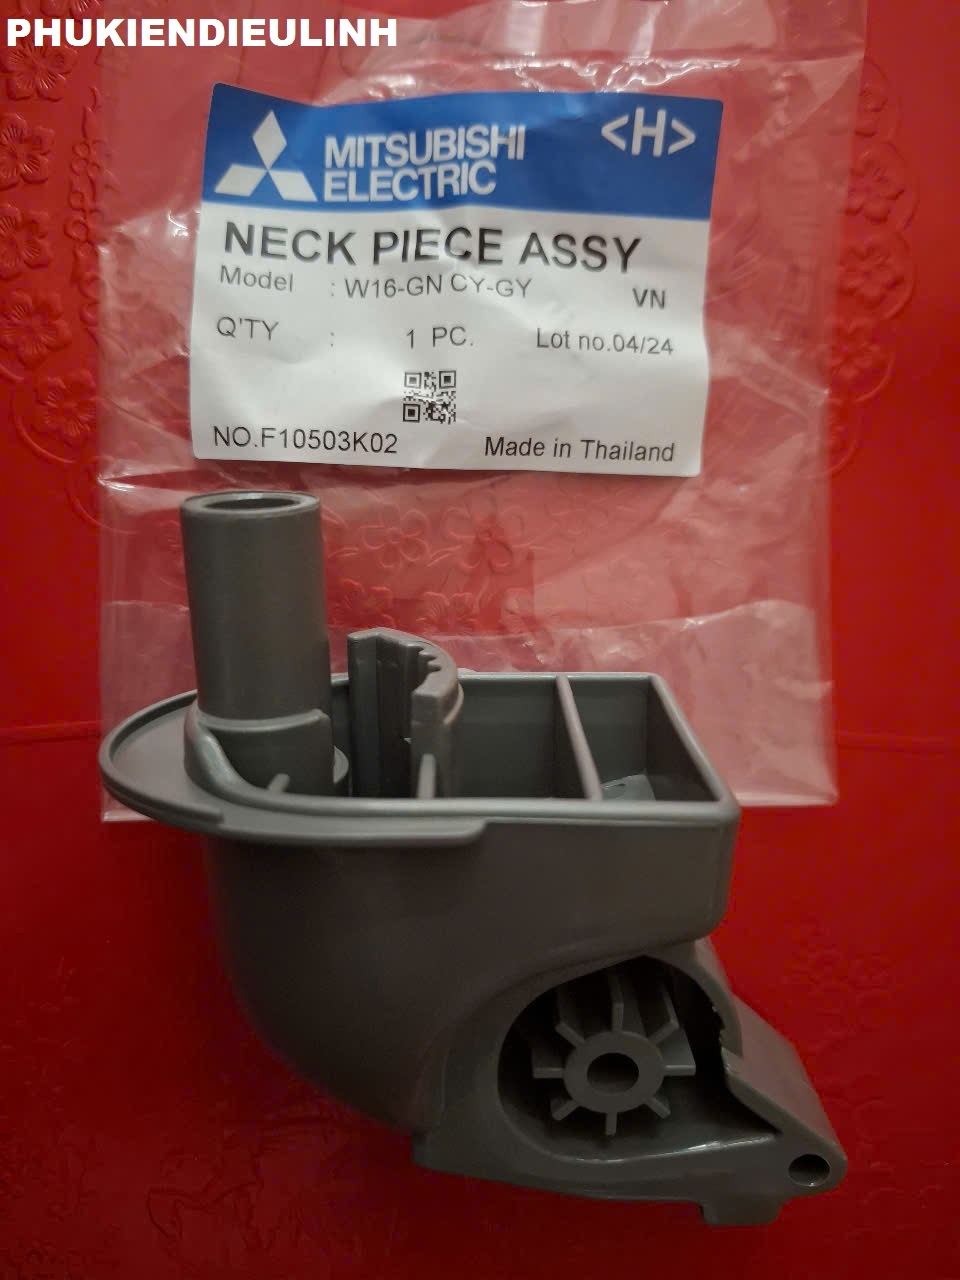 PHUKIENDIEULINH
MITSUBISHI
ELECTRIC
<H>
NECK PIECE ASSY
Model : W16-GN CY-GY VN
Q'TY : 1 PC. Lot no.04/24
NO.F10503K02 Made in Thailand